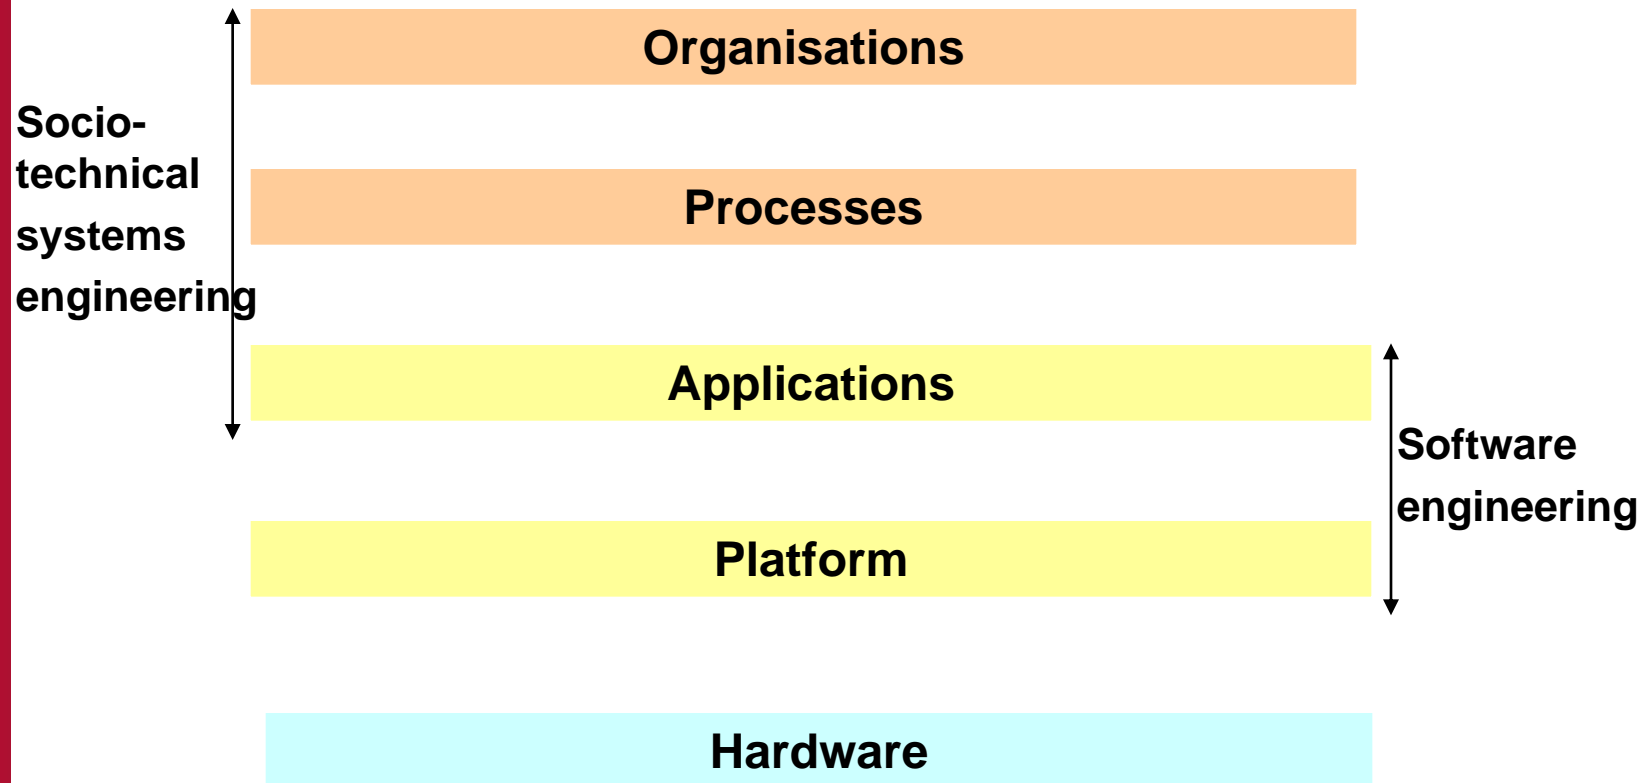 Organisations
Socio-
technical
systems
engineering
Processes
Applications
Software
engineering
Platform
Hardware